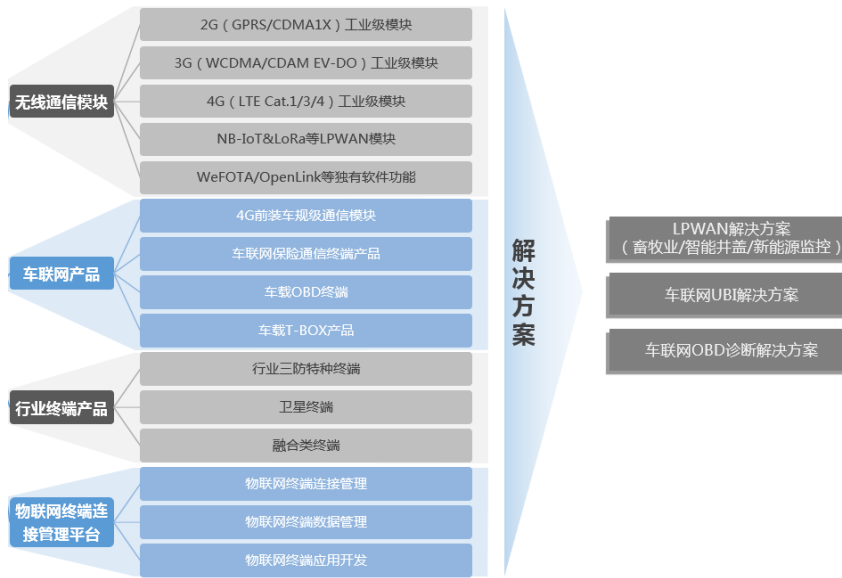 无线通信模块
2G（GPRS/CDMA1X）工业级模块
3G（WCDMA/CDAM EV-DO）工业级模块
4G（LTE Cat.1/3/4）工业级模块
NB-IoT&LoRa等LPWAN模块
WeFOTA/OpenLink等独有软件功能
车联网产品
4G前装车规级通信模块
车联网保险通信终端产品
车载OBD终端
车载T-BOX产品
行业终端产品
行业三防特种终端
卫星终端
融合类终端
物联网终端连
接管理平台
物联网终端连接管理
物联网终端数据管理
物联网终端应用开发
解决方案
LPWAN解决方案
（畜牧业/智能井盖/新能源监控）
车联网UBI解决方案
车联网OBD诊断解决方案